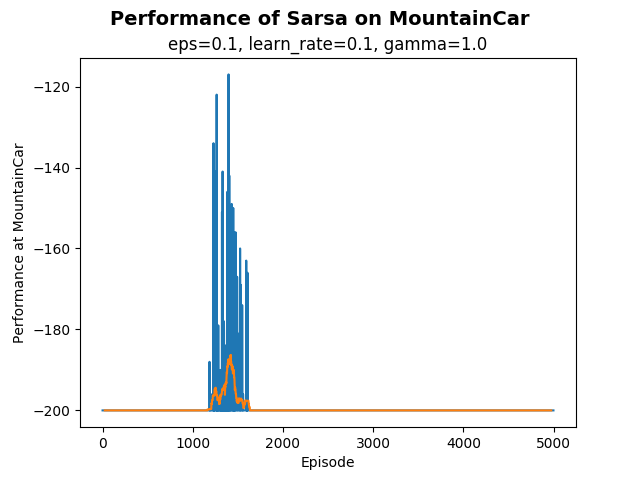 Performance of Sarsa on MountainCar
eps=0.1, learn_rate=0.1, gamma=1.0
Performance at MountainCar
−120
−140
−160
−180
−200
0 1000 2000 3000 4000 5000
Episode